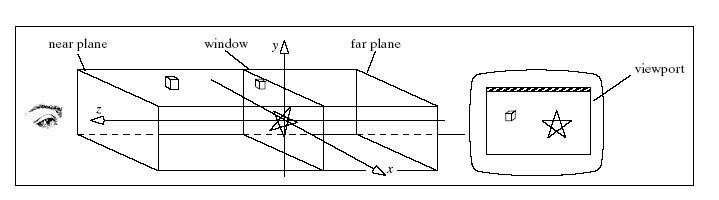 near plane
window
y
far plane
viewport
z
x